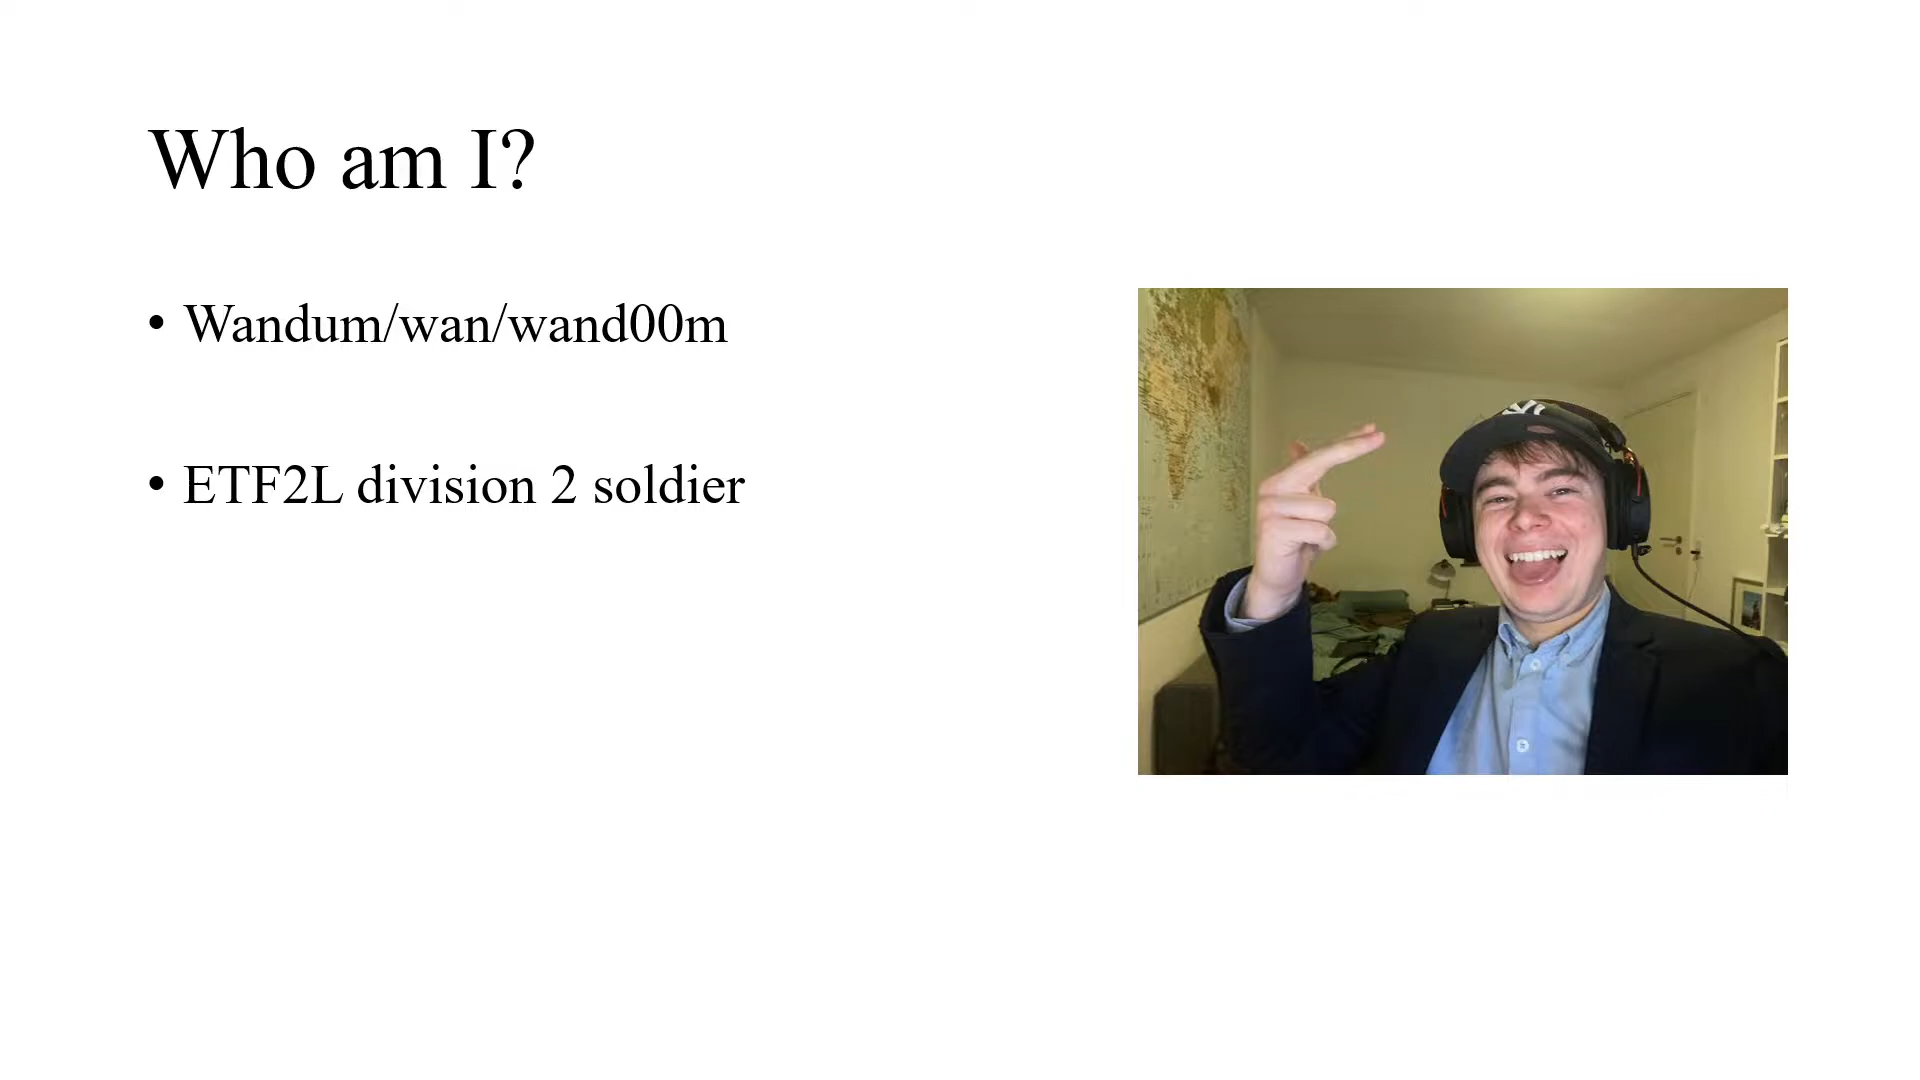 Who am I?
• Wandum/wan/wand00m
• ETF2L division 2 soldier